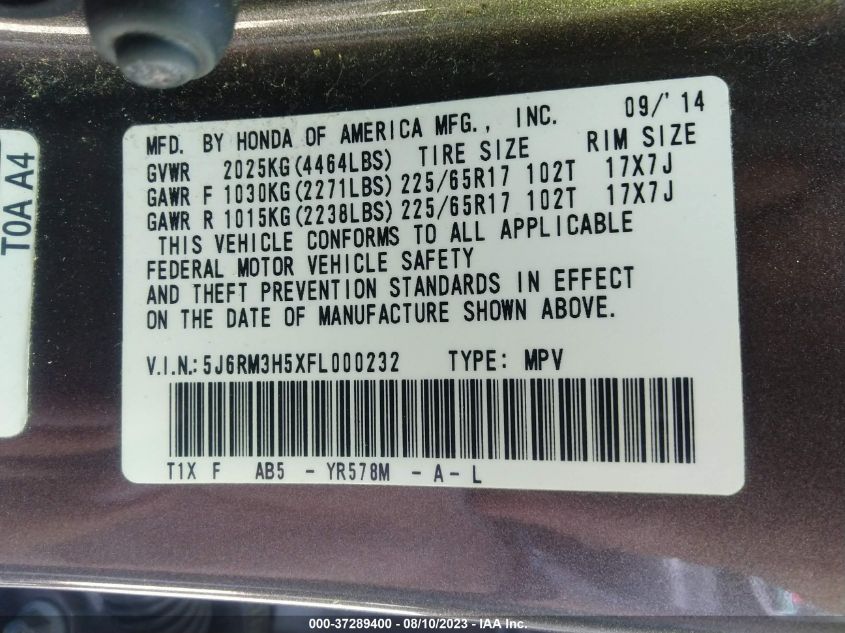 T0A A4
09/'14
MFD. BY HONDA OF AMERICA MFG., INC.
GVWR 2025KG(4464LBS) TIRE SIZE RIM SIZE
GAWR F 1030KG(2271LBS) 225/65R17 102T 17X7J
GAWR R 1015KG(2238LBS) 225/65R17 102T 17X7J
THIS VEHICLE CONFORMS TO ALL APPLICABLE
FEDERAL MOTOR VEHICLE SAFETY
AND THEFT PREVENTION STANDARDS IN EFFECT
ON THE DATE OF MANUFACTURE SHOWN ABOVE.
V.I.N.: 5J6RM3H5XFL000232 TYPE: MPV
T1X F AB5 - YR578M - A - L
000-37289400 - 08/10/2023 - IAAI.com